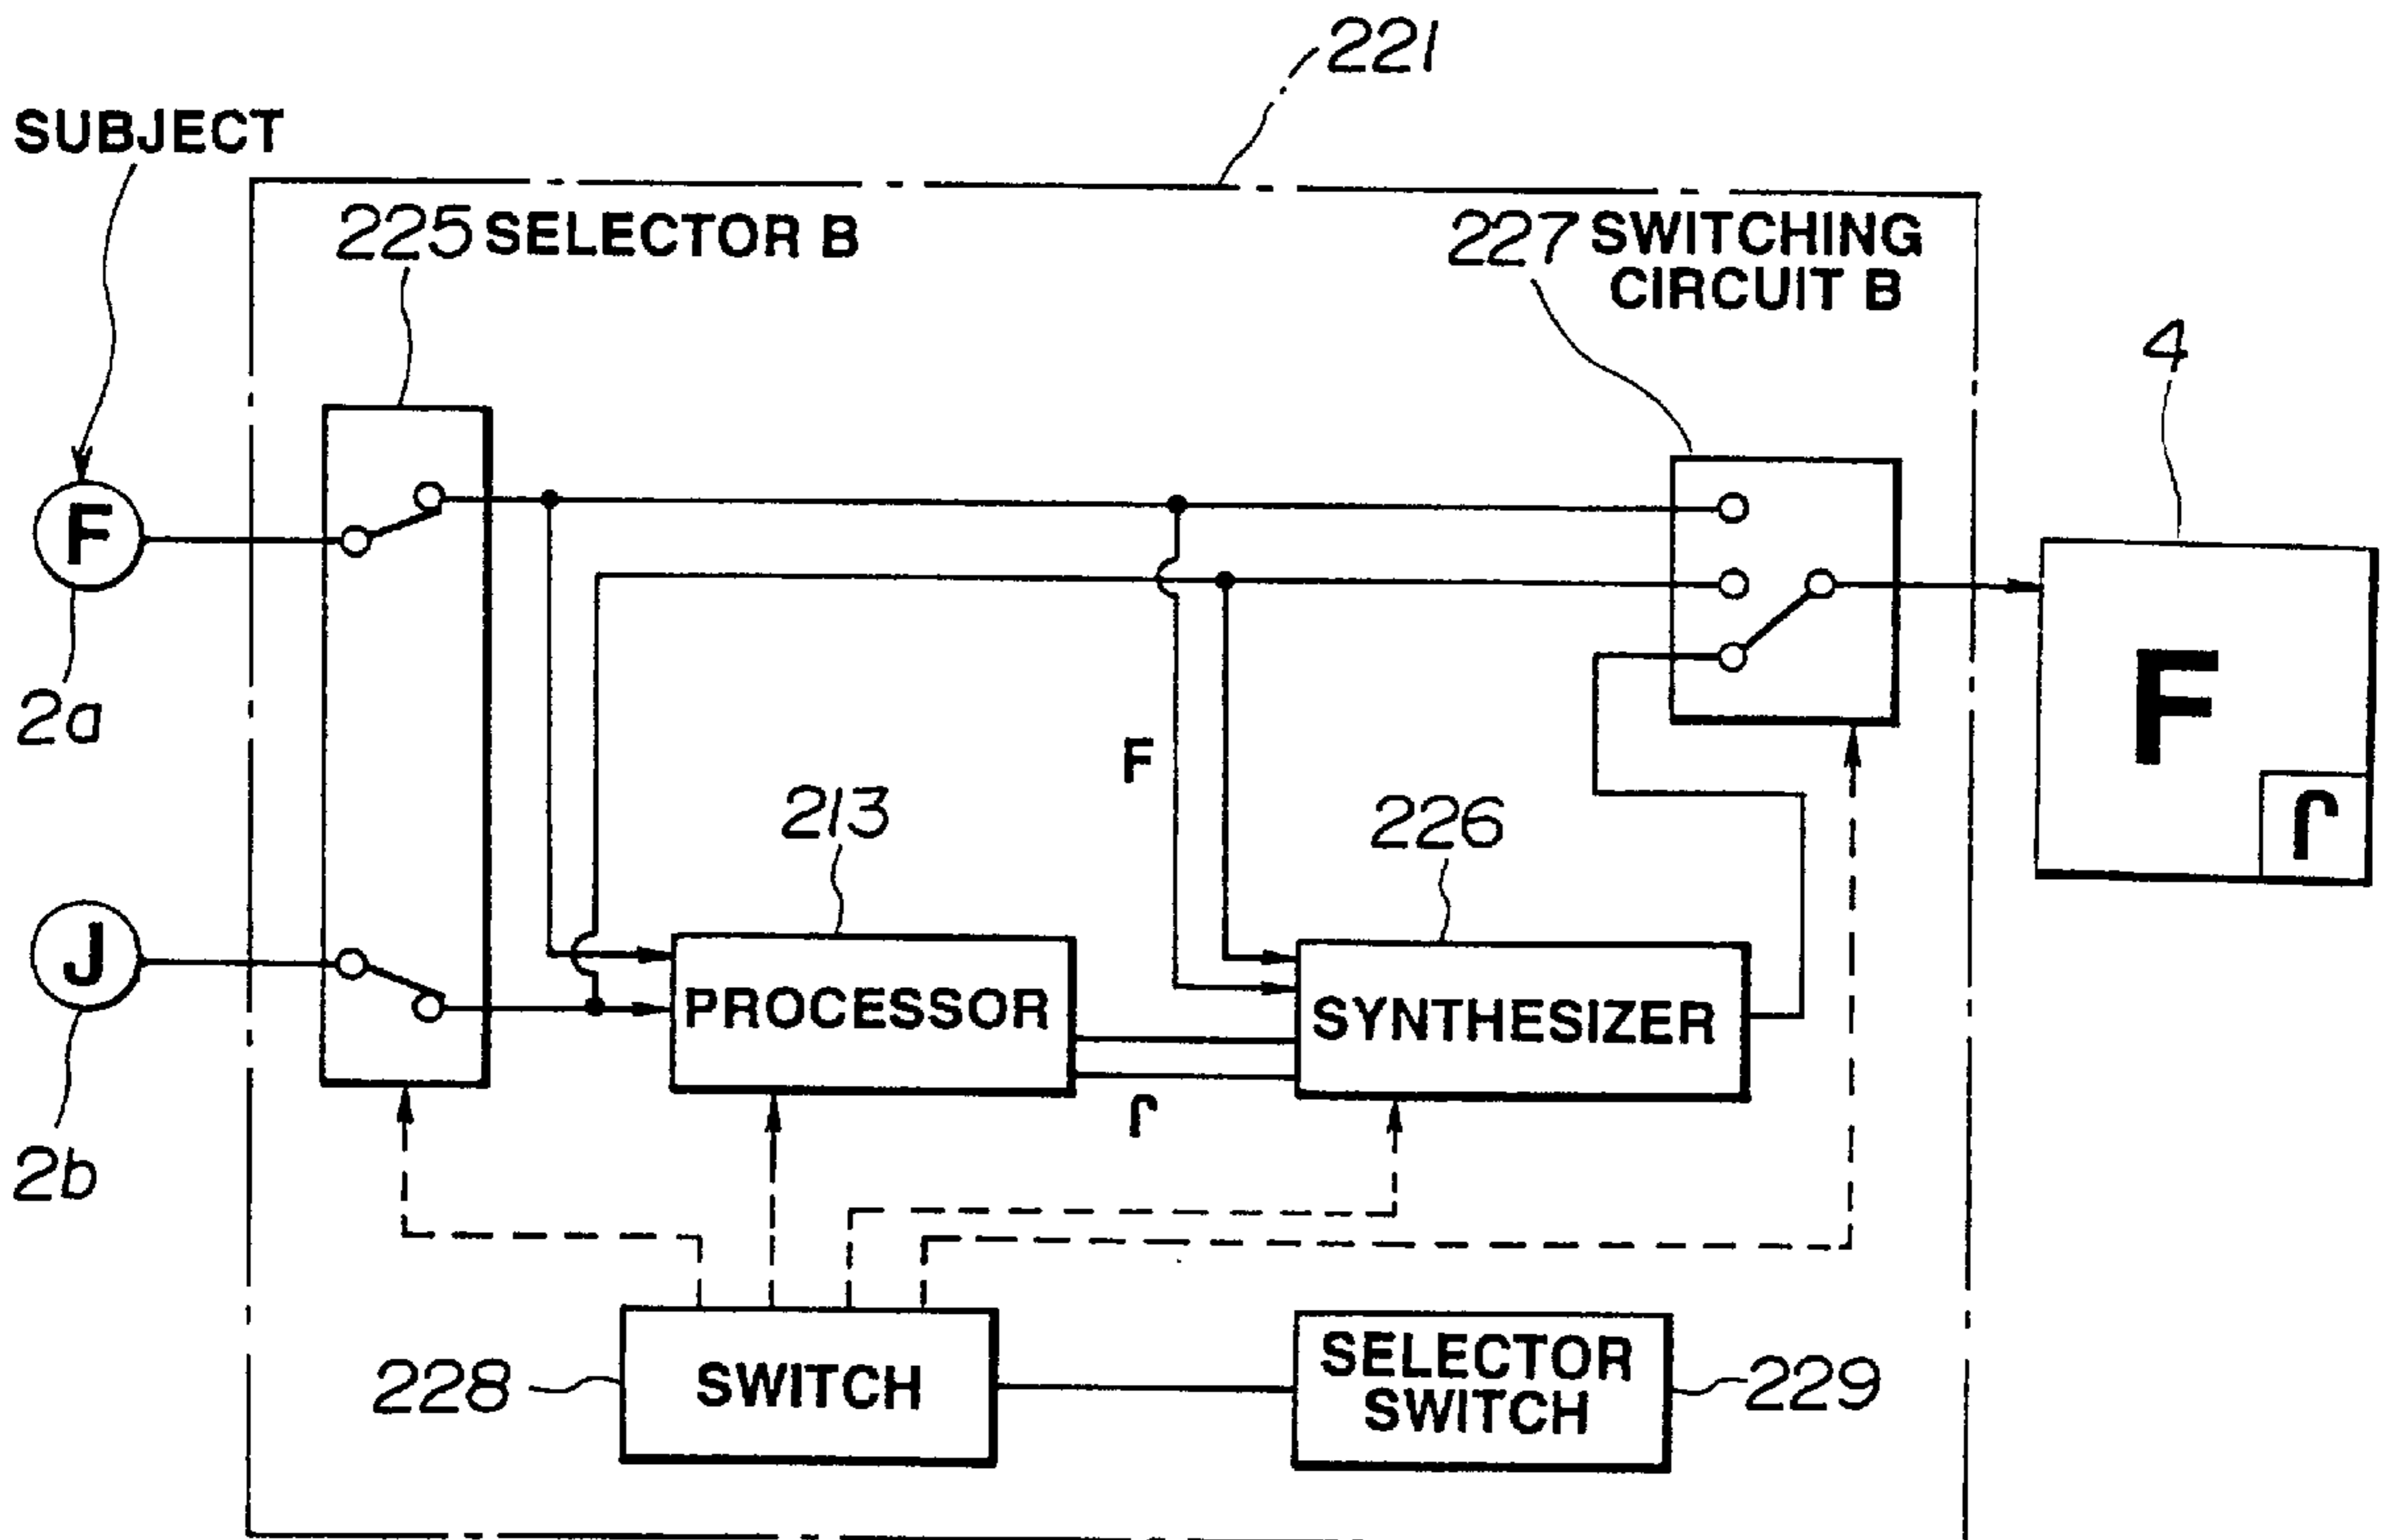 221
SUBJECT
225 SELECTOR B
227 SWITCHING
CIRCUIT B
4
F
2a
F
F
213
226
J
PROCESSOR
SYNTHESIZER
2b
228
SWITCH
SELECTOR
SWITCH
229